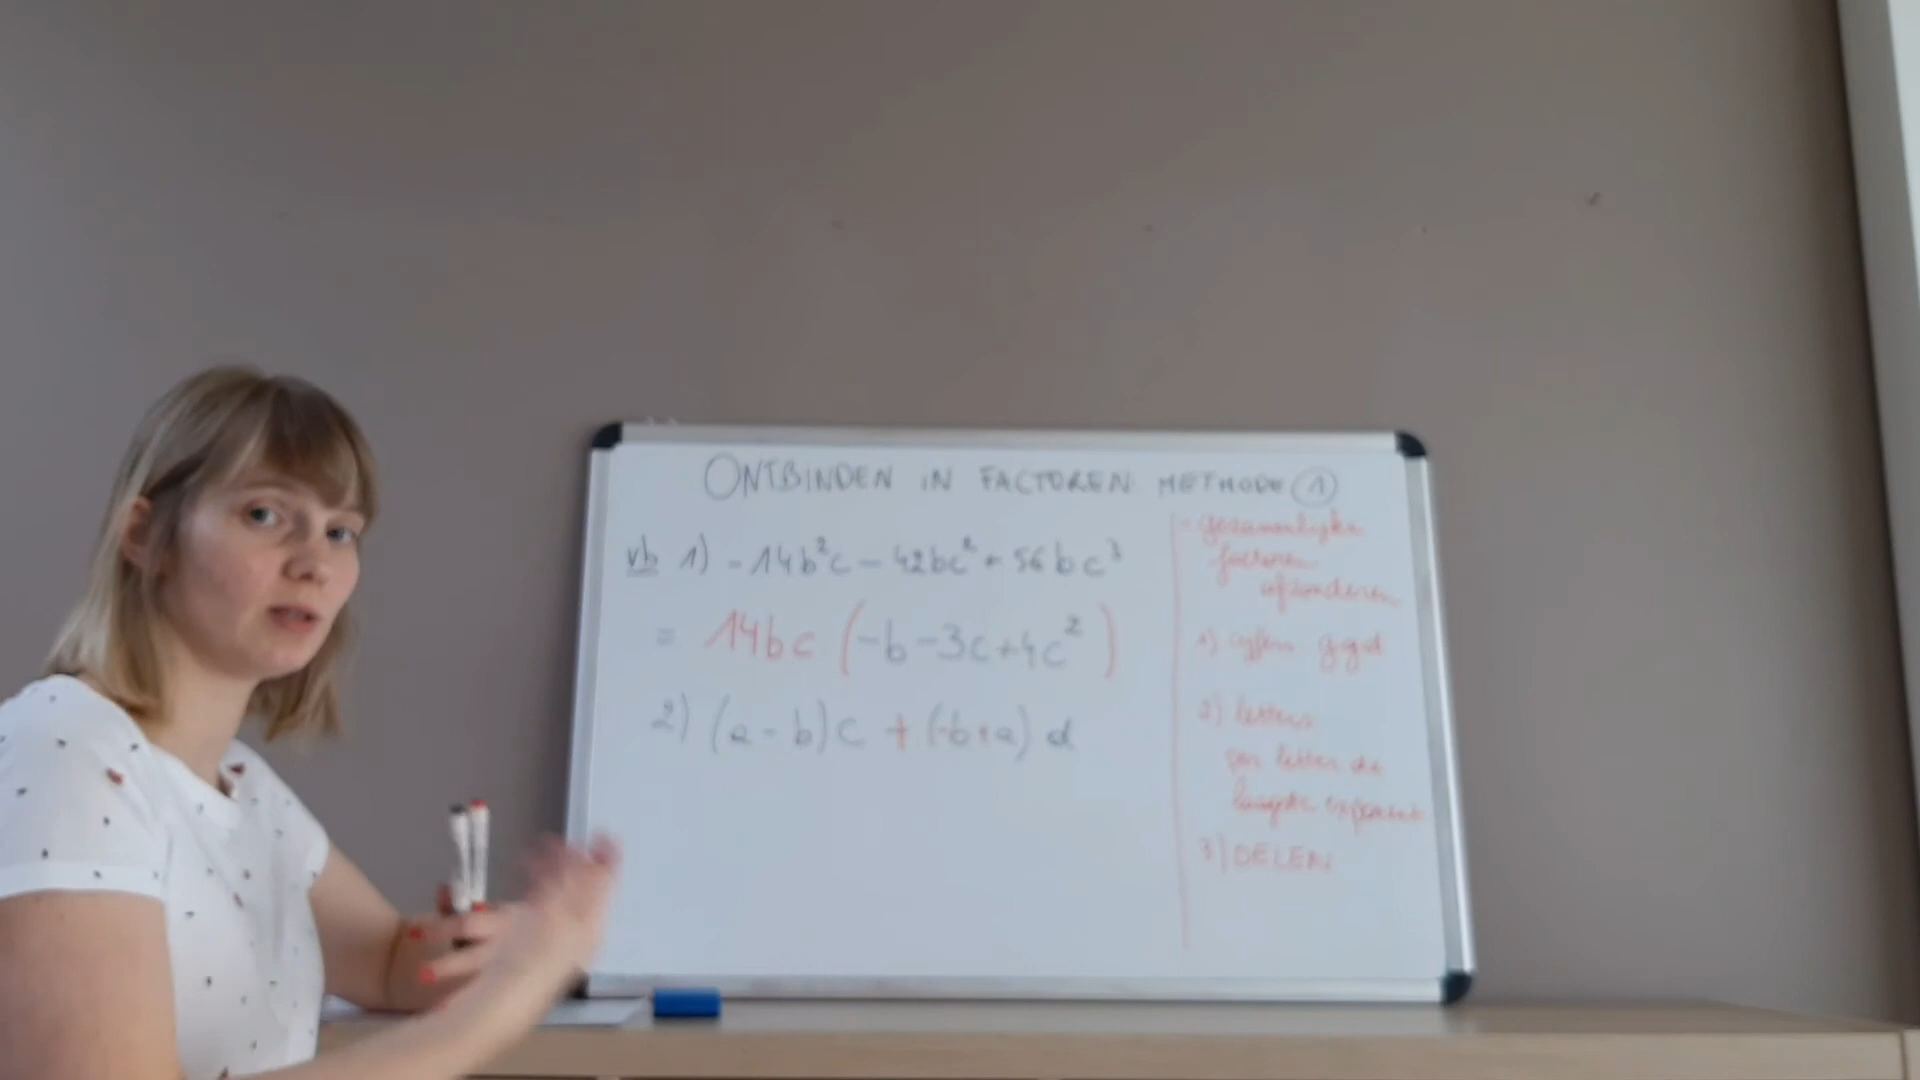 ONTBINDEN IN FACTOREN: METHODE ①
vb 1) -14b²c - 42bc² + 56bc³
= 14bc (-b-3c+4c²)
2) (a - b)c + (-b+a) d
- gezamenlijke
factoren
afzonderen
1) cijfers ggd
2) letters
per letter de
laagste exponent
3) DELEN